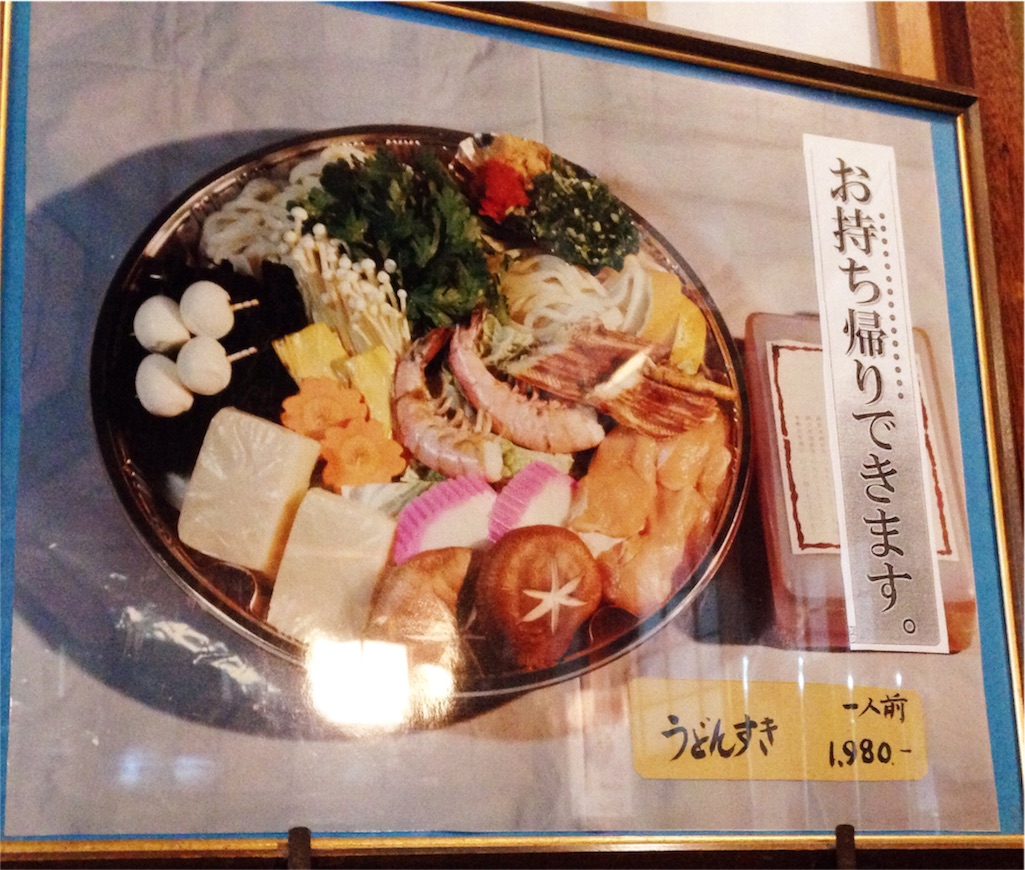 お持ち帰りできます。
うどんすき
一人前
1,980.-